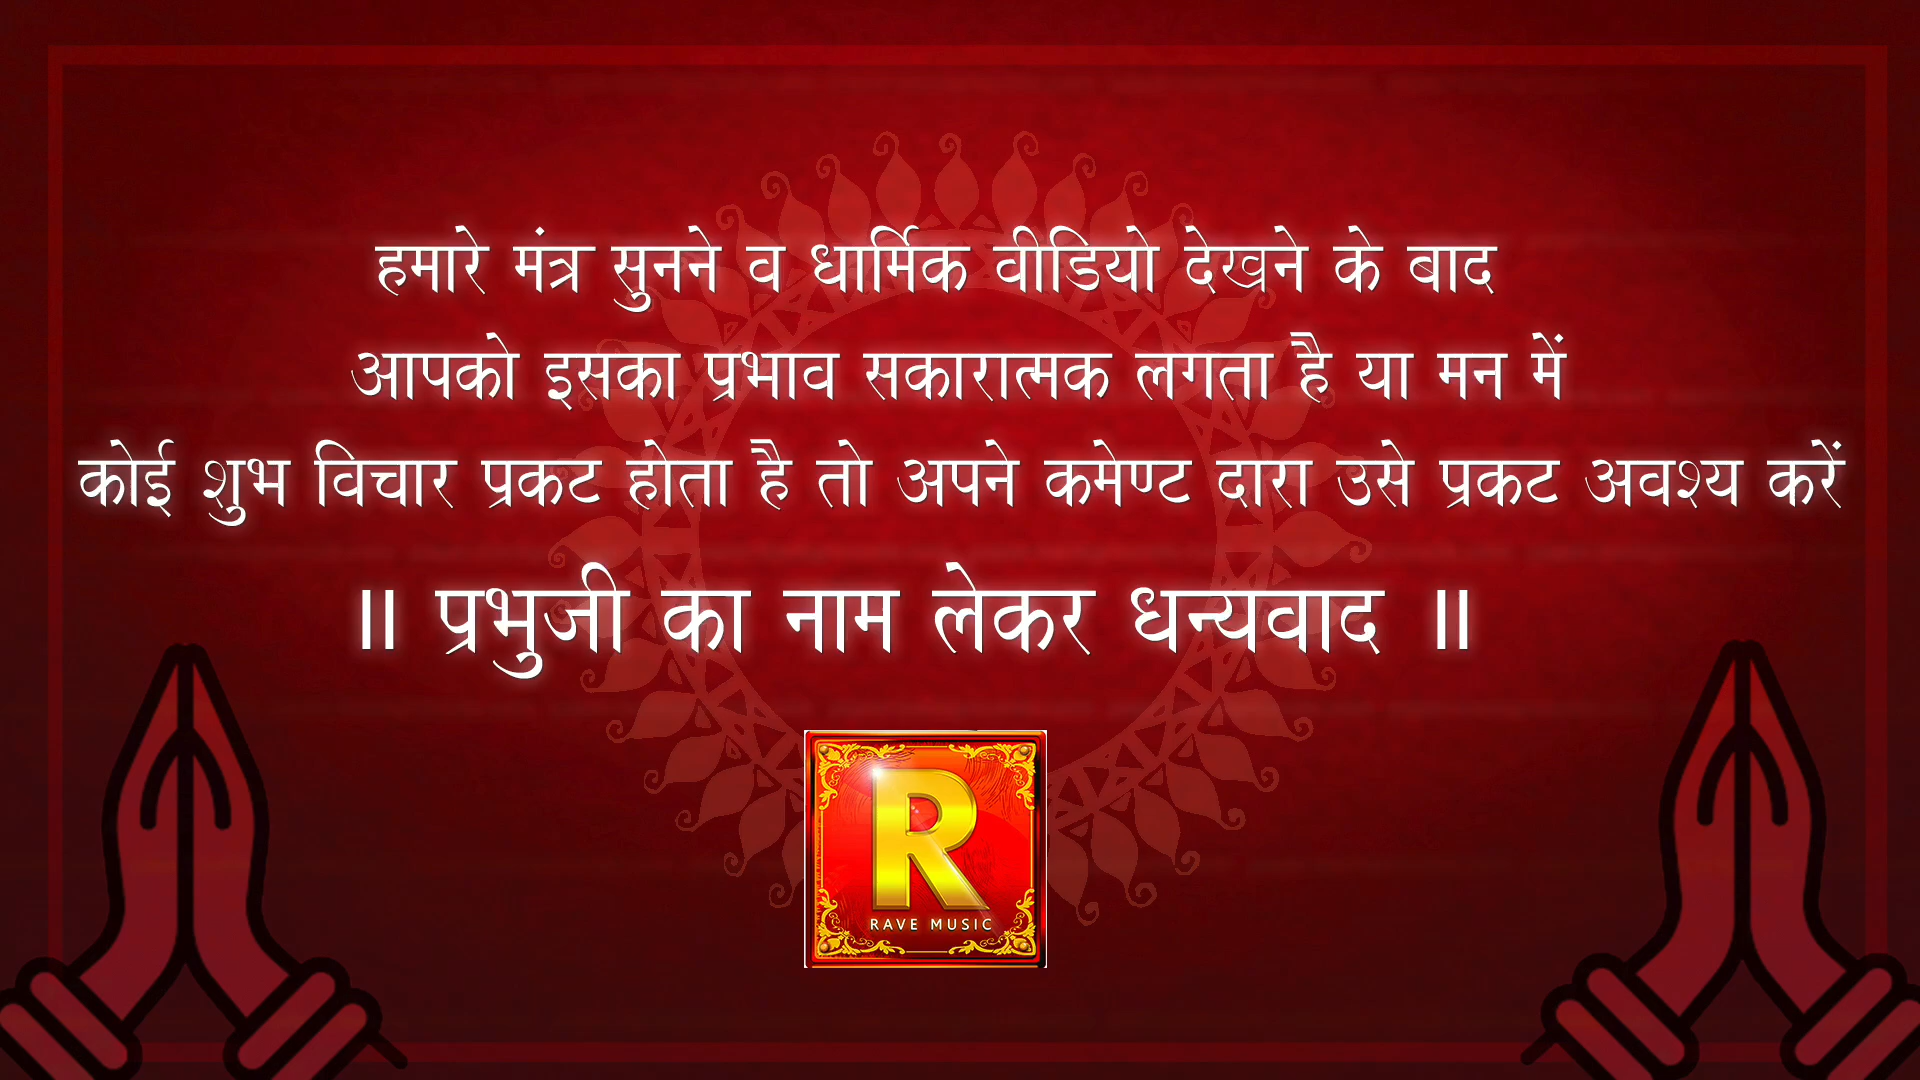 हमारे मंत्र सुनने व धार्मिक वीडियो देखने के बाद
आपको इसका प्रभाव सकारात्मक लगता है या मन में
कोई शुभ विचार प्रकट होता है तो अपने कमेण्ट दारा उसे प्रकट अवश्य करें
॥ प्रभुजी का नाम लेकर धन्यवाद ॥
R
RAVE MUSIC